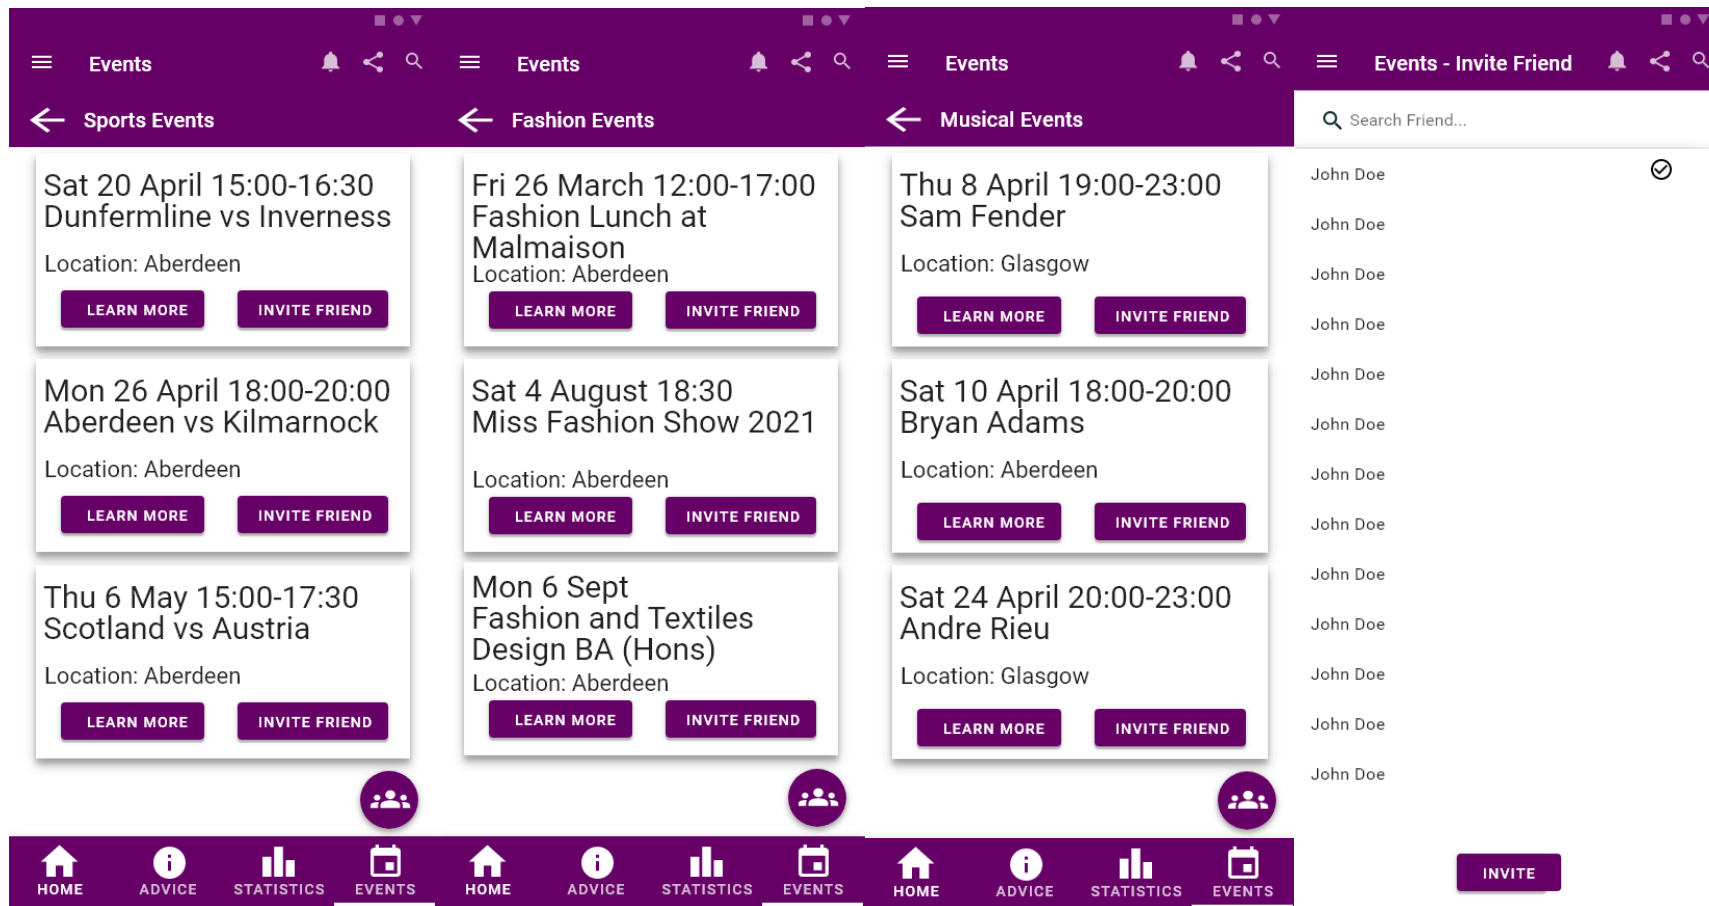 Events
Sports Events
Sat 20 April 15:00-16:30
Dunfermline vs Inverness
Location: Aberdeen
LEARN MORE
INVITE FRIEND
Mon 26 April 18:00-20:00
Aberdeen vs Kilmarnock
Location: Aberdeen
LEARN MORE
INVITE FRIEND
Thu 6 May 15:00-17:30
Scotland vs Austria
Location: Aberdeen
LEARN MORE
INVITE FRIEND
HOME
ADVICE
STATISTICS
EVENTS
Events
Fashion Events
Fri 26 March 12:00-17:00
Fashion Lunch at
Malmaison
Location: Aberdeen
LEARN MORE
INVITE FRIEND
Sat 4 August 18:30
Miss Fashion Show 2021
Location: Aberdeen
LEARN MORE
INVITE FRIEND
Mon 6 Sept
Fashion and Textiles
Design BA (Hons)
Location: Aberdeen
LEARN MORE
INVITE FRIEND
HOME
ADVICE
STATISTICS
EVENTS
Events
Musical Events
Thu 8 April 19:00-23:00
Sam Fender
Location: Glasgow
LEARN MORE
INVITE FRIEND
Sat 10 April 18:00-20:00
Bryan Adams
Location: Aberdeen
LEARN MORE
INVITE FRIEND
Sat 24 April 20:00-23:00
Andre Rieu
Location: Glasgow
LEARN MORE
INVITE FRIEND
HOME
ADVICE
STATISTICS
EVENTS
Events - Invite Friend
Search Friend...
John Doe
John Doe
John Doe
John Doe
John Doe
John Doe
John Doe
John Doe
John Doe
John Doe
John Doe
John Doe
John Doe
INVITE